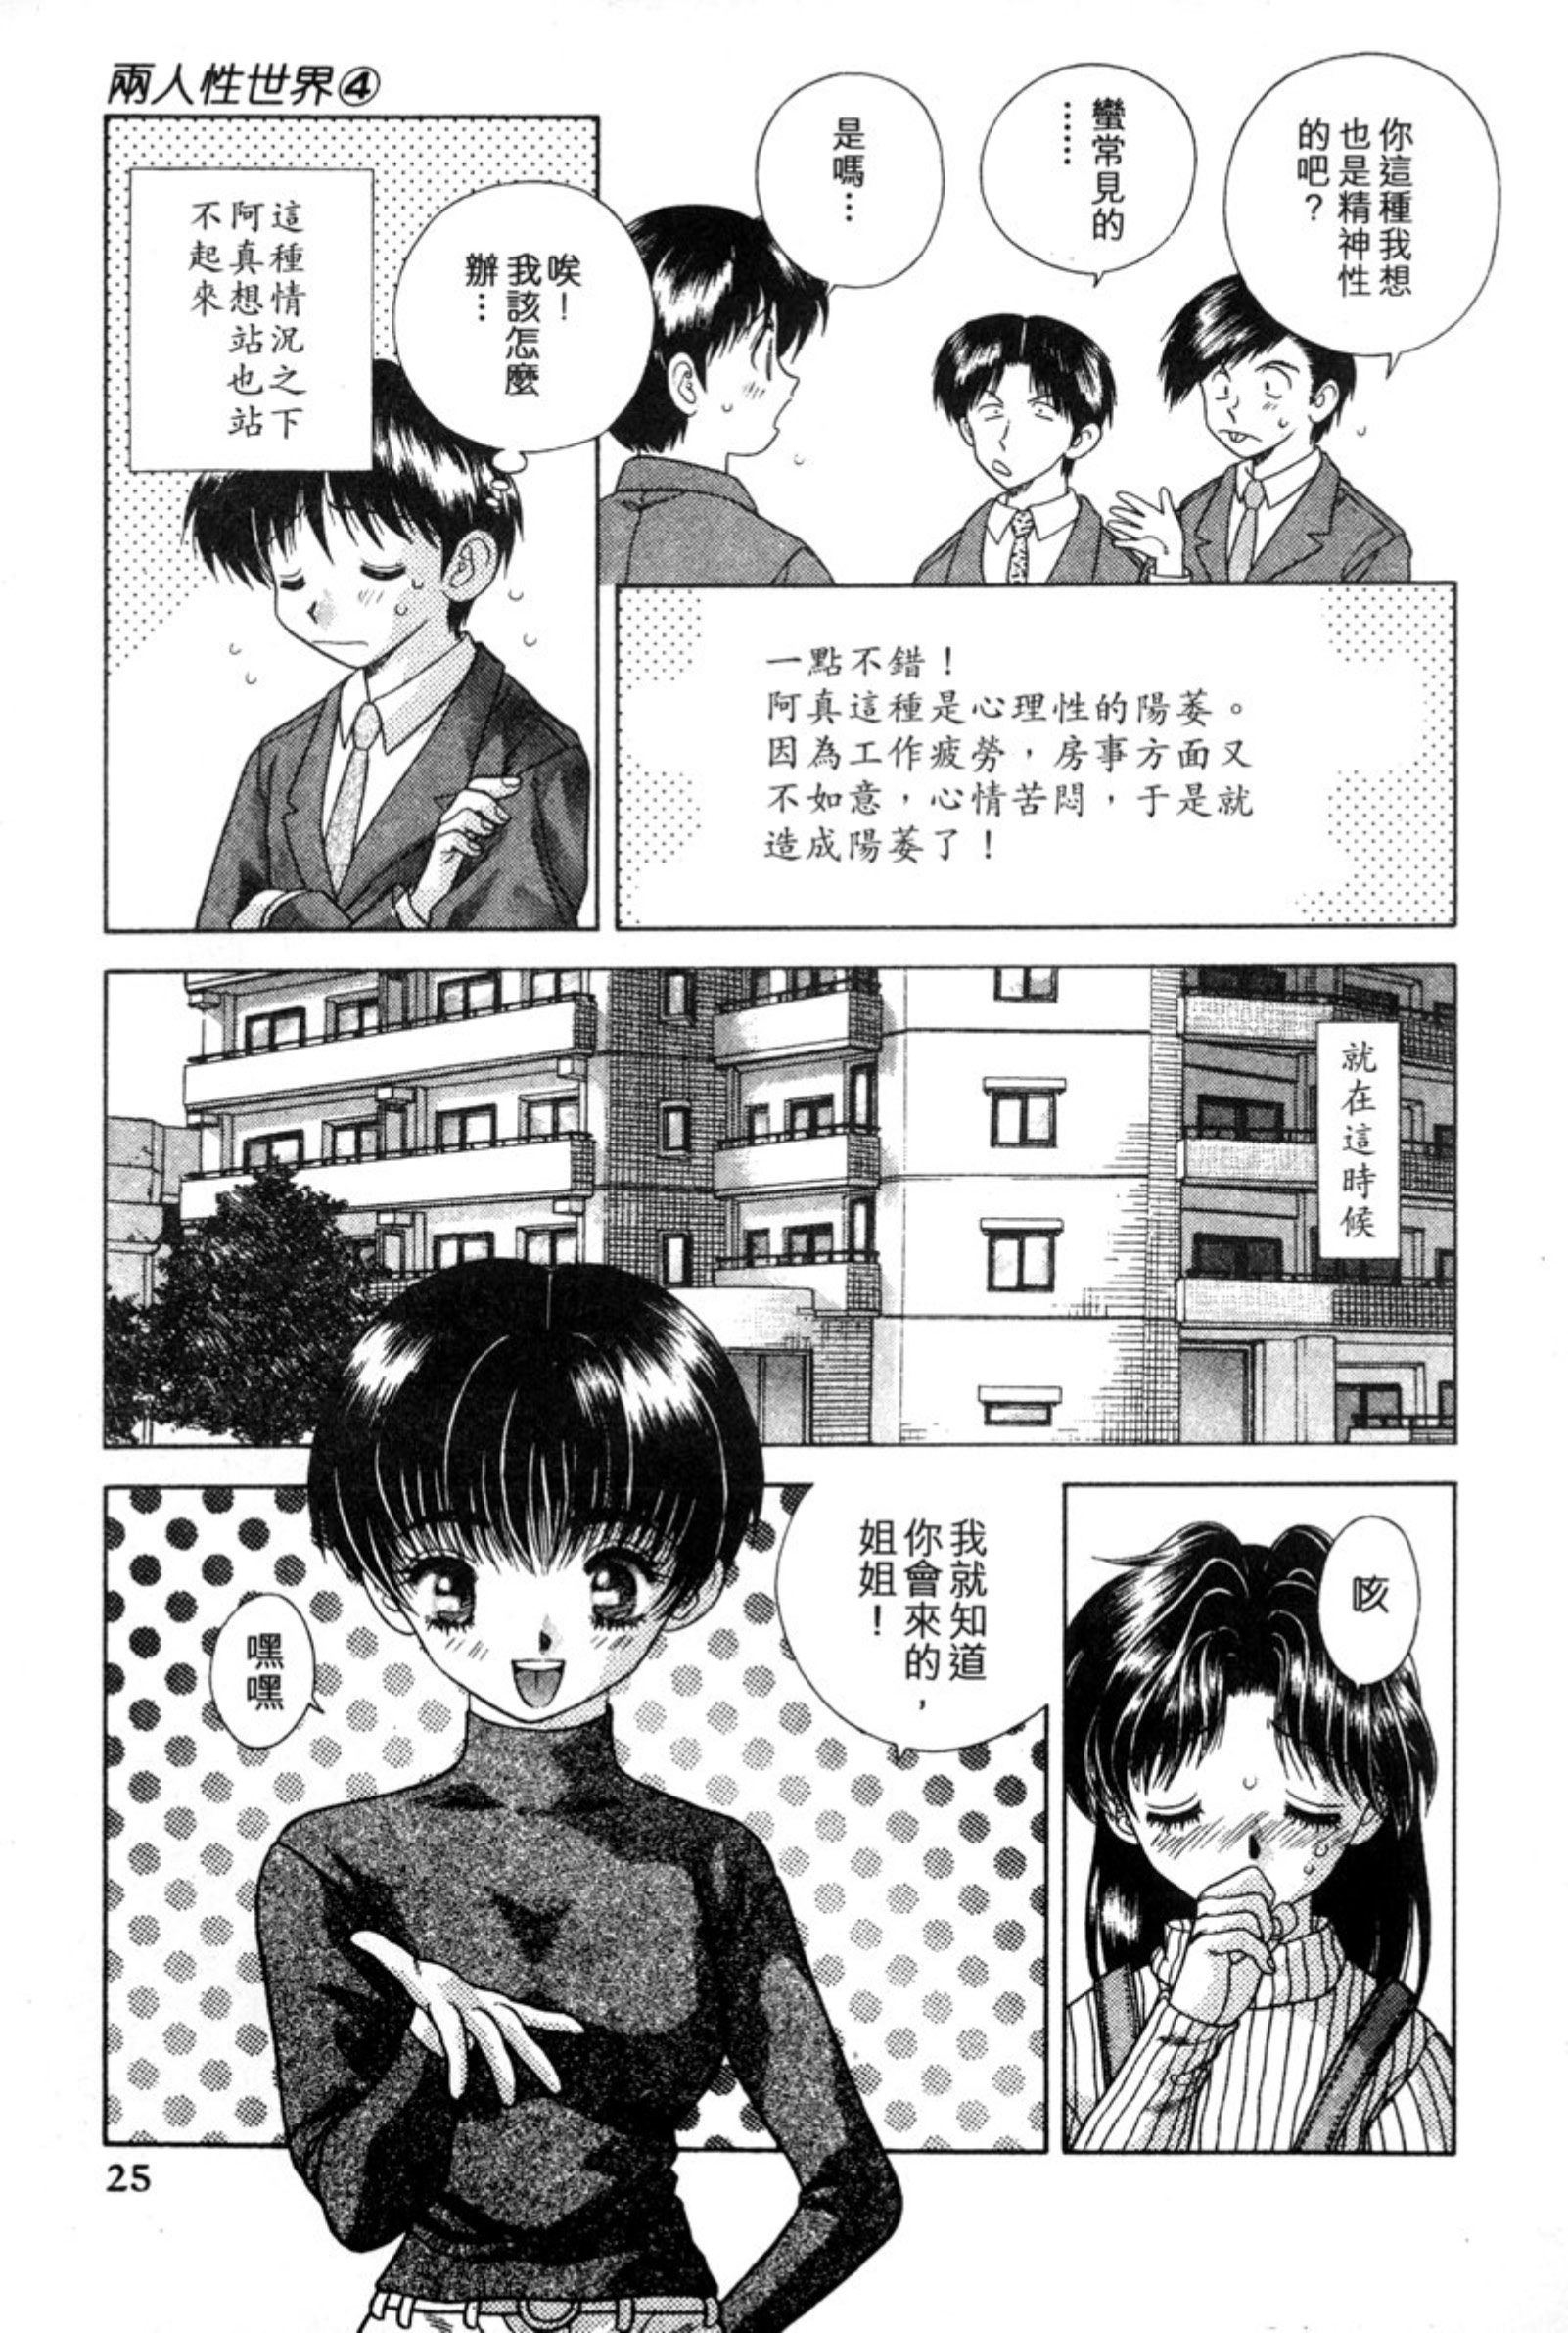 兩人性世界④
你這種我想
也是精神性
的吧？
蠻常見的
……
是嗎…
唉！
我該怎麼
辦…
這種情況之下
阿真想站也站
不起來
一點不錯！
阿真這種是心理性的陽萎。
因為工作疲勞，房事方面又
不如意，心情苦悶，于是就
造成陽萎了！
就在這時候
咳
我就知道
你會來的，
姐姐！
嘿嘿
25